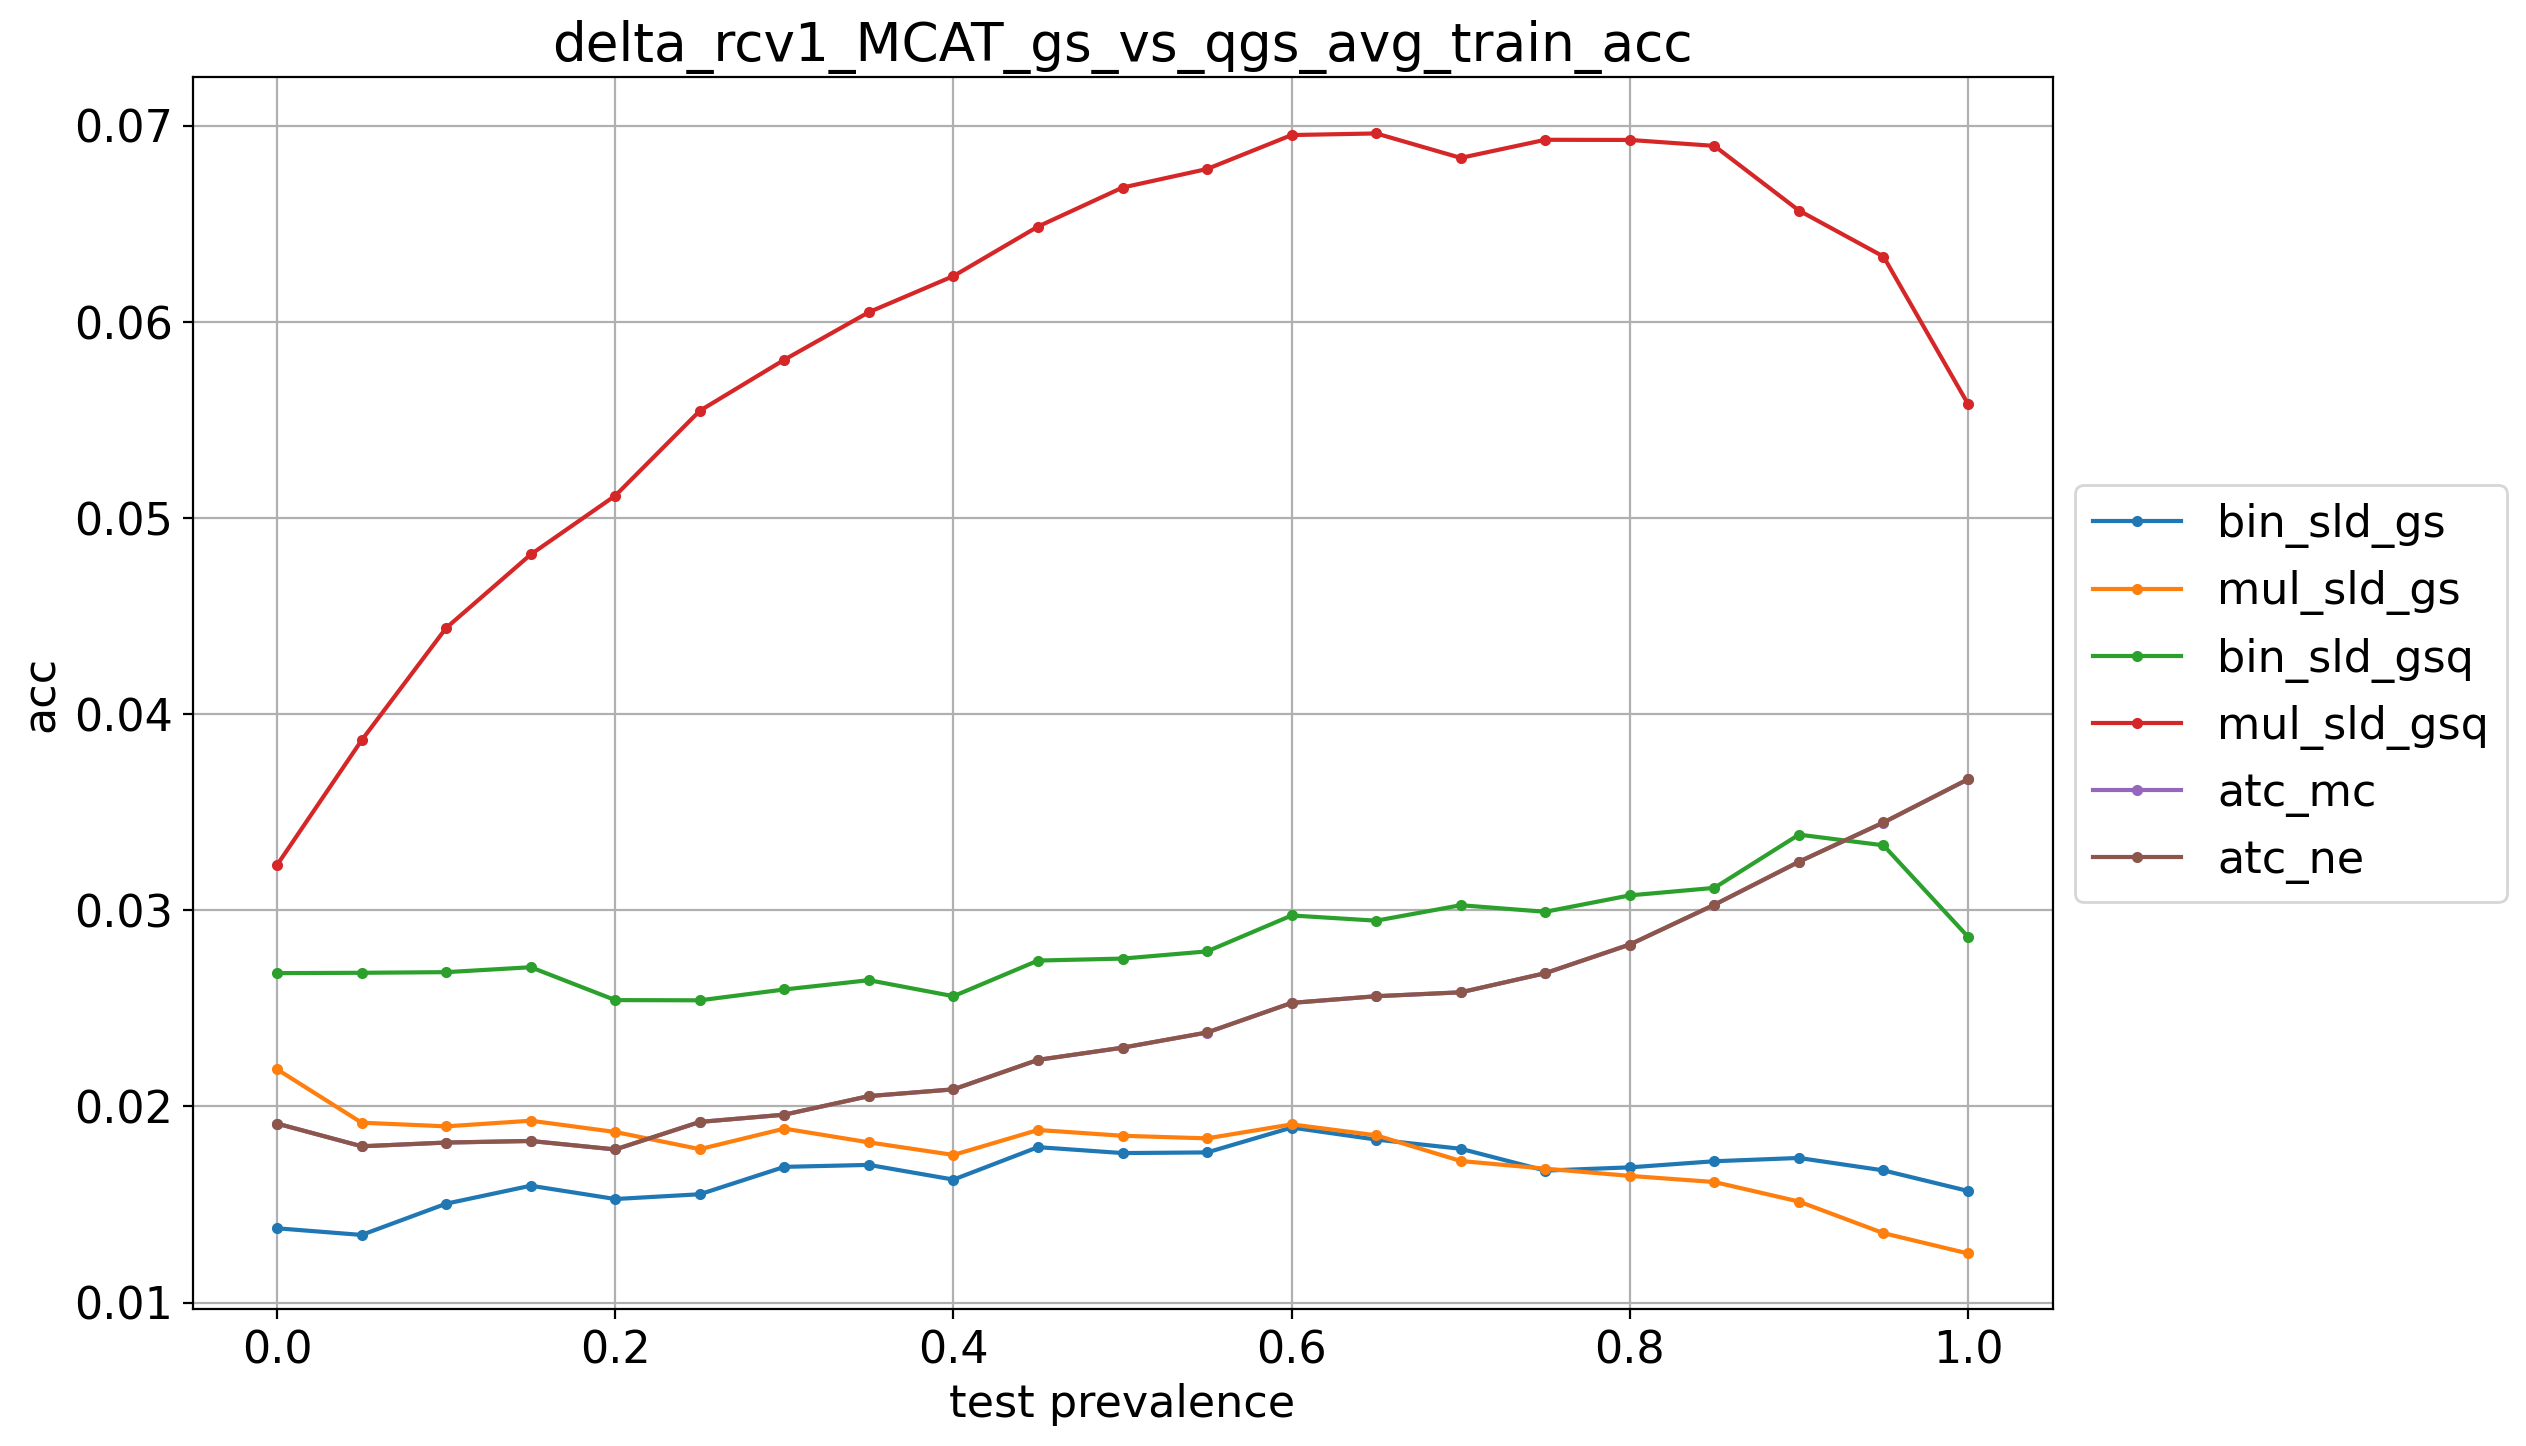 delta_rcv1_MCAT_gs_vs_qgs_avg_train_acc
0.07
0.06
0.05
0.04
0.03
0.02
0.01
acc
0.0 0.2 0.4 0.6 0.8 1.0
test prevalence
bin_sld_gs
mul_sld_gs
bin_sld_gsq
mul_sld_gsq
atc_mc
atc_ne